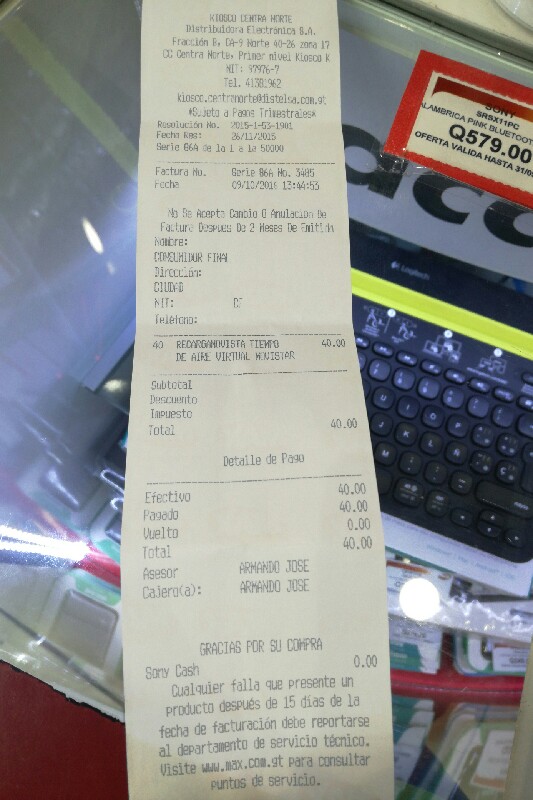 KIOSCO CENTRA NORTE
Distribuidora Electrónica S.A.
Fracción B, CA-9 Norte 40-26 zona 17
CC Centra Norte, Primer nivel Kiosco K
NIT: 97976-7
Tel. 41381962
kiosco.centranorte@distelsa.com.gt
*Sujeto a Pagos Trimestrales*
Resolución No. 2015-1-53-1981
Fecha Res: 26/11/2015
Serie 86A de la 1 a le 50000
Factura No. Serie 86A No. 3485
Fecha 09/10/2016 13:44:53
No Se Acepta Cambio O Anulacion De
Factura Despues De 2 Meses De Emitida
Nombre:
CONSUMIDOR FINAL
Dirección:
CIUDAD
NIT: CF
Teléfono:
40 RECARGAMOVISTA TIEMPO 40.00
DE AIRE VIRTUAL MOVISTAR
Subtotal
Descuento
Impuesto
Total 40.00
Detalle de Pago
Efectivo 40.00
Pagado 40.00
Vuelto 0.00
Total 40.00
Asesor ARMANDO JOSE
Cajero(a): ARMANDO JOSE
GRACIAS POR SU COMPRA
Sony Cash 0.00
Cualquier falla que presente un
producto después de 15 días de la
fecha de facturación debe reportarse
al departamento de servicio técnico.
Visite www.max.com.gt para consultar
puntos de servicio.
SONY
SRSX11PC
ALAMBRICA PINK BLUETOOT
Q579.00
OFERTA VALIDA HASTA 31/0
acc
Logitech